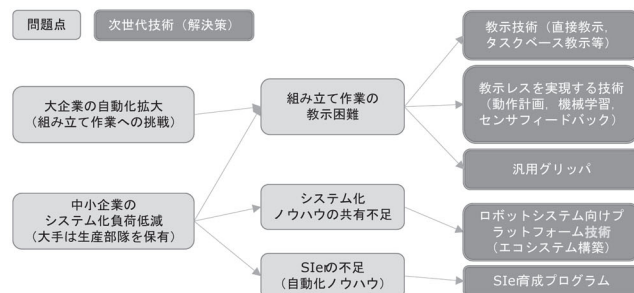 問題点
次世代技術（解決策）
大企業の自動化拡大
（組み立て作業への挑戦）
中小企業の
システム化負荷低減
（大手は生産部隊を保有）
組み立て作業の
教示困難
システム化
ノウハウの共有不足
SIerの不足
（自動化ノウハウ）
教示技術（直接教示，
タスクベース教示等）
教示レスを実現する技術
（動作計画，機械学習，
センサフィードバック）
汎用グリッパ
ロボットシステム向けプ
ラットフォーム技術
（エコシステム構築）
SIer育成プログラム